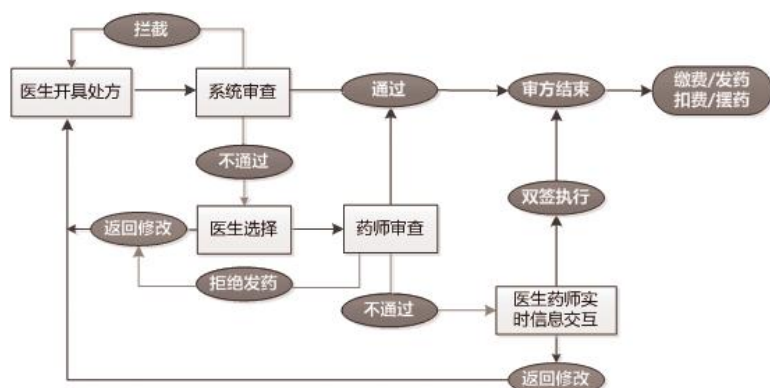 拦截
医生开具处方
系统审查
通过
审方结束
缴费/发药
扣费/摆药
不通过
返回修改
医生选择
药师审查
双签执行
拒绝发药
不通过
医生药师实
时信息交互
返回修改